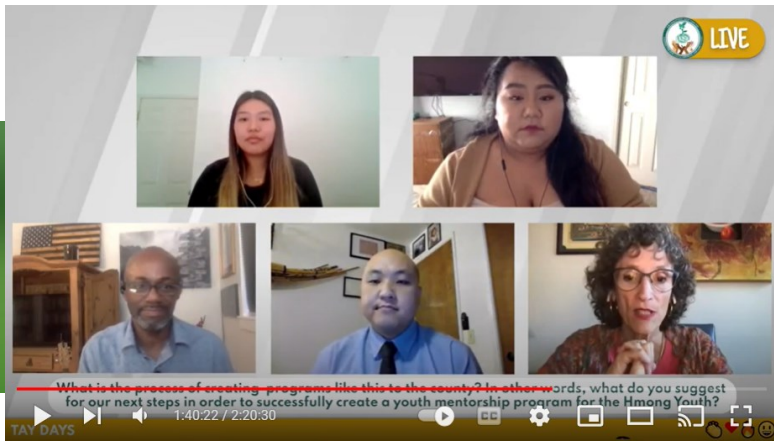 LIVE
What is the process of creating programs like this to the county? In other words, what do you suggest
for our next steps in order to successfully create a youth mentorship program for the Hmong Youth?
1:40:22 / 2:20:30
CC
TAY DAYS